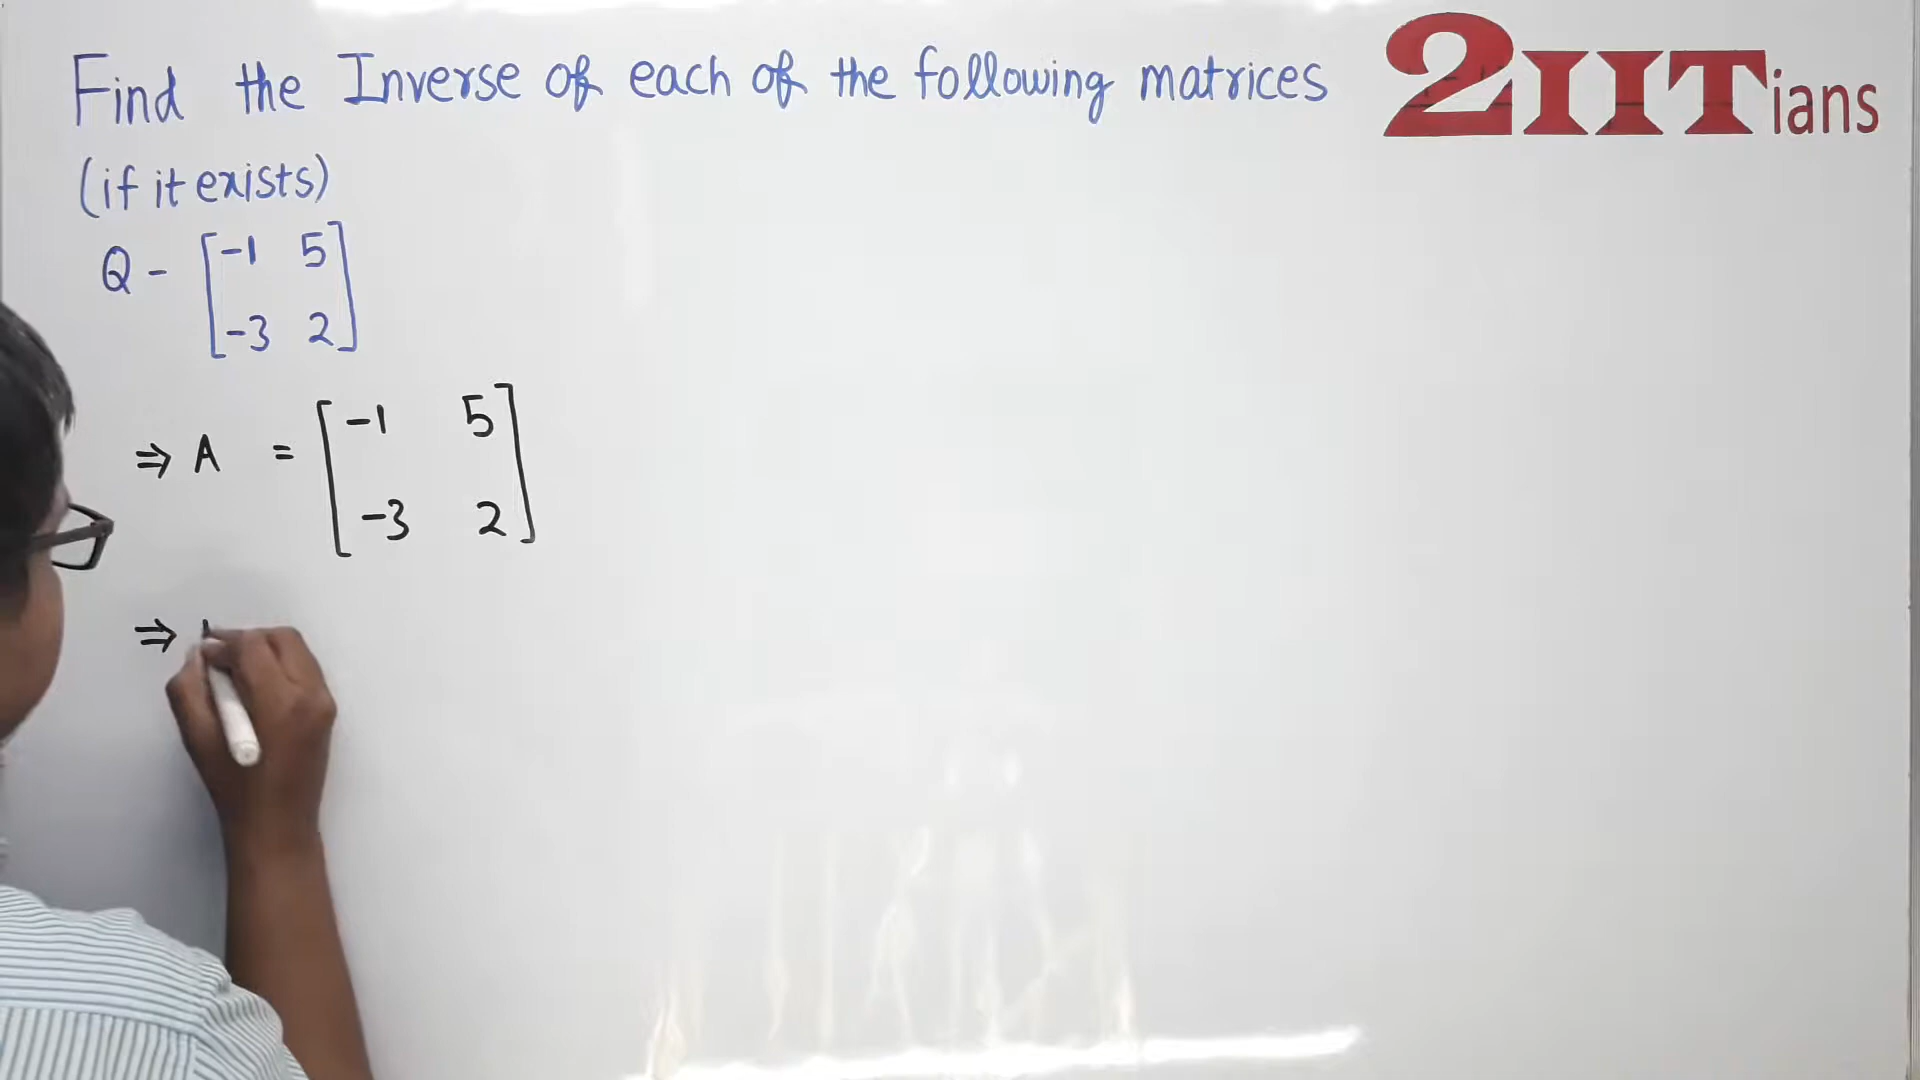 Find the Inverse of each of the following matrices
2IITians
(if it exists)
Q - [-1 5
-3 2]
⇒ A = [-1 5
-3 2]
⇒